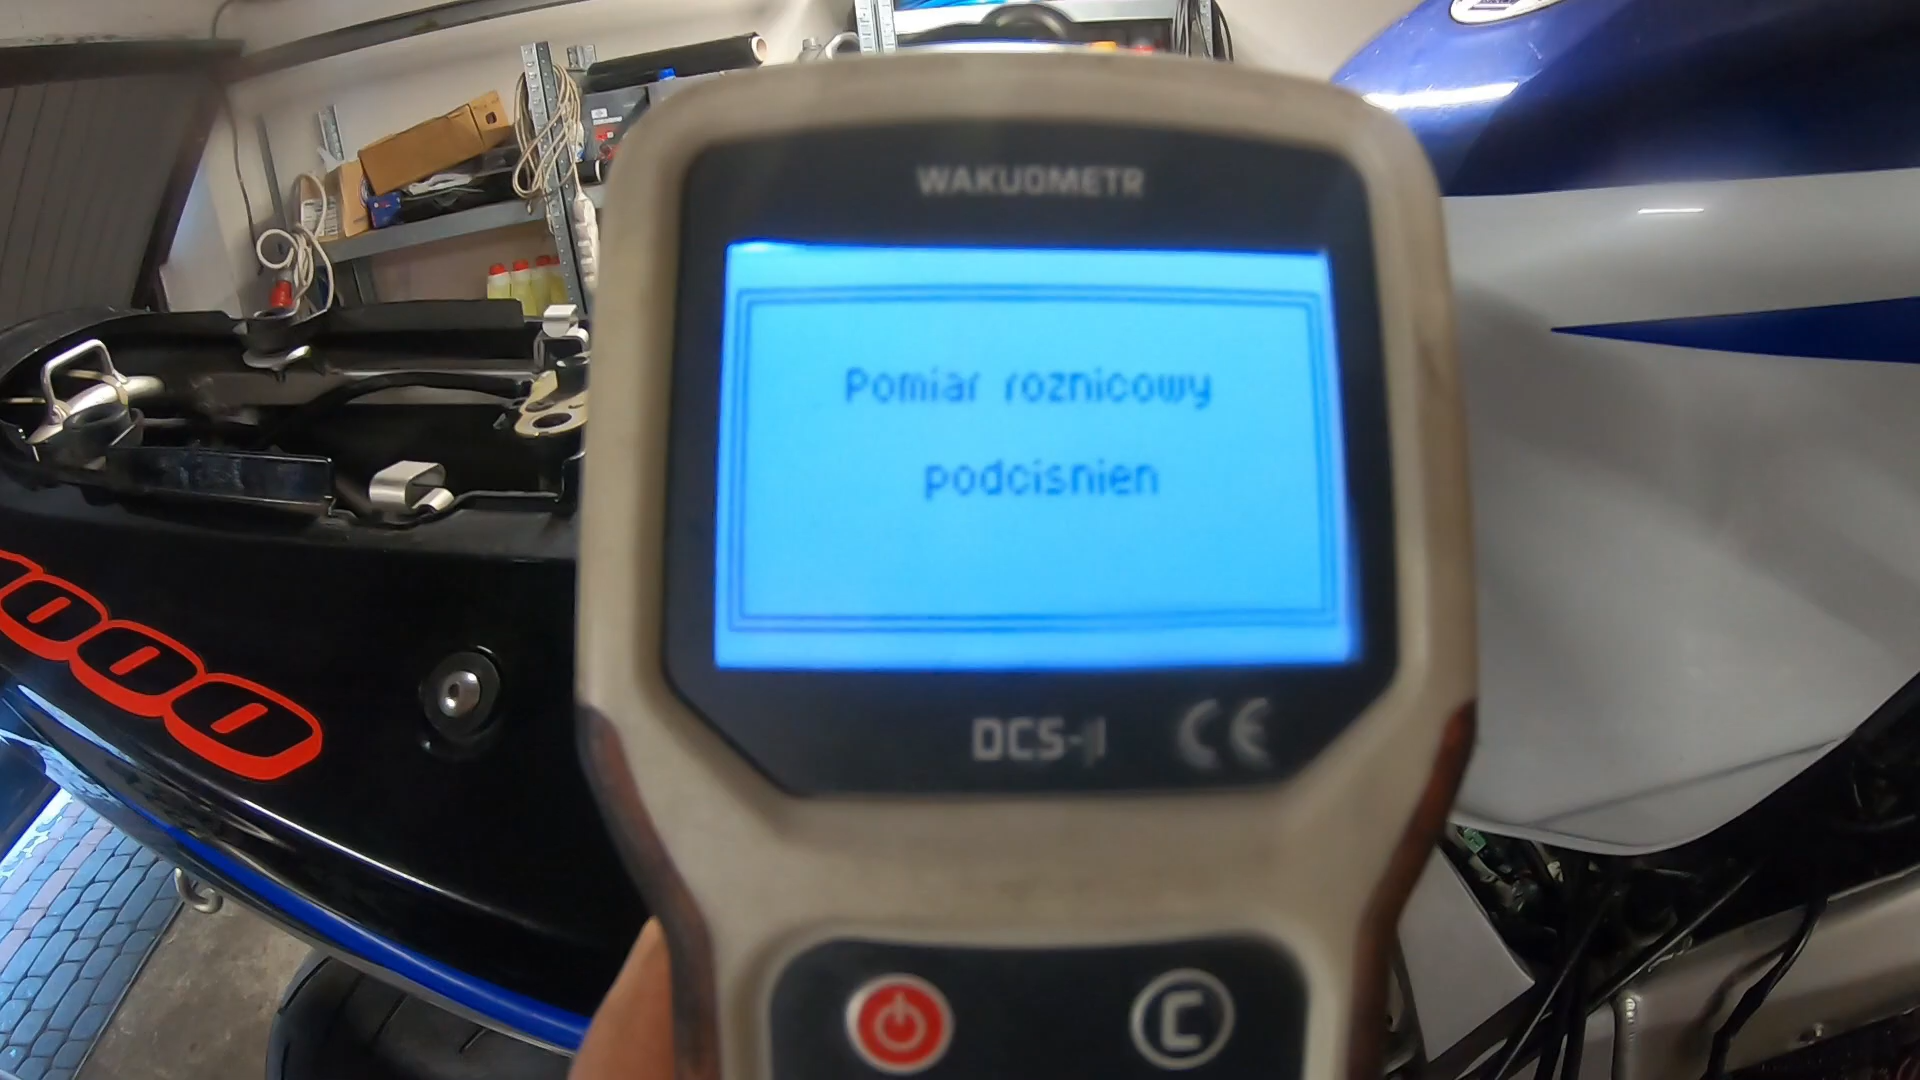 WAKUOMETR
Pomiar roznicowy
podcisnien
DCS-II CE
C
1000